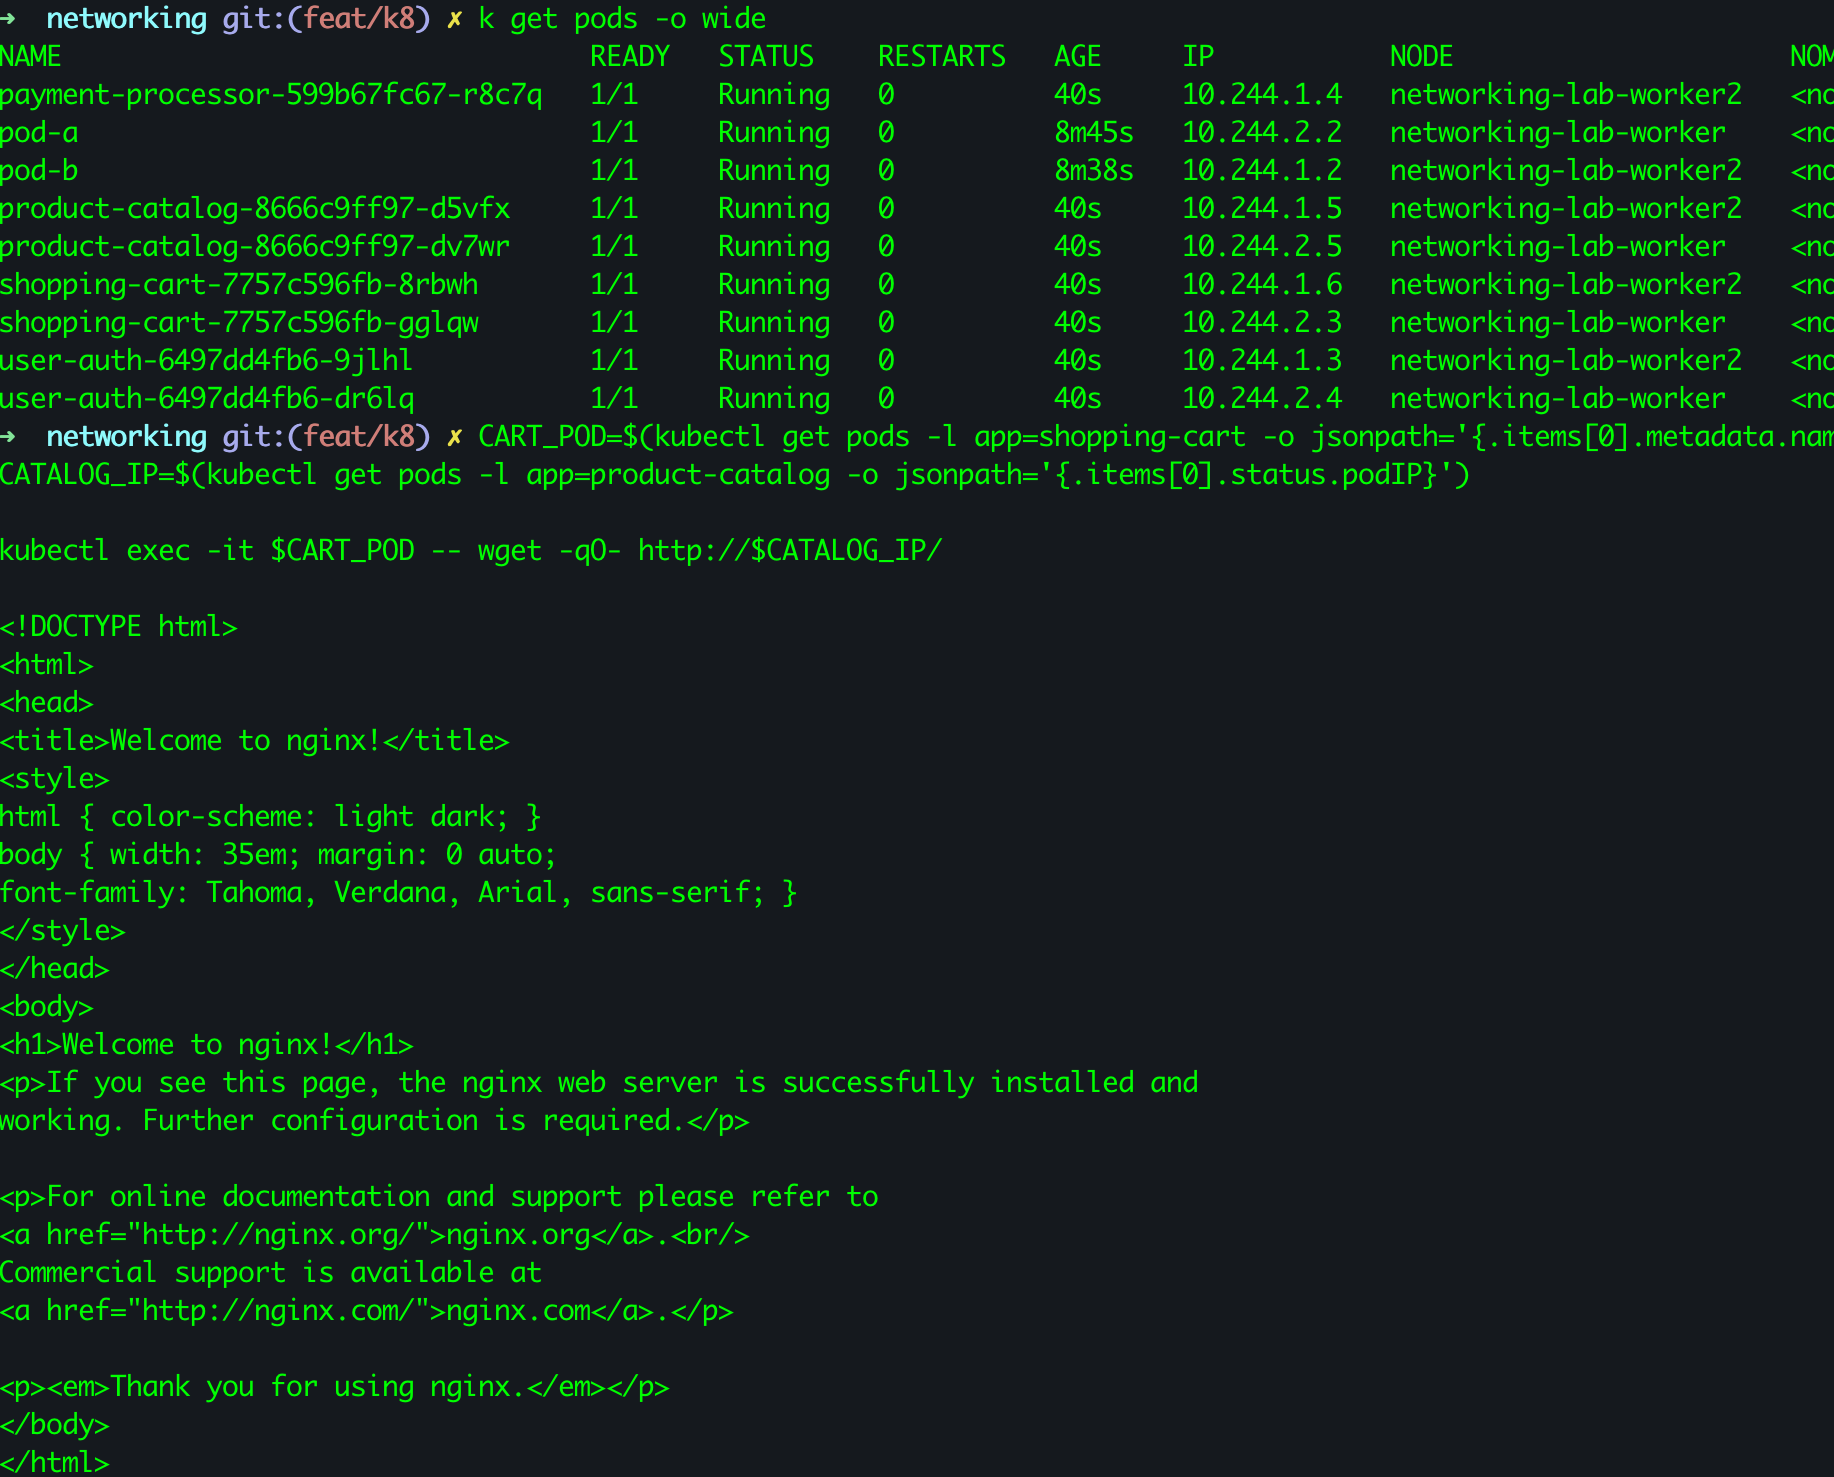 ➜  networking git:(feat/k8) ✗ k get pods -o wide
NAME                                 READY   STATUS    RESTARTS   AGE     IP            NODE                     NOM
payment-processor-599b67fc67-r8c7q   1/1     Running   0          40s     10.244.1.4    networking-lab-worker2   <no
pod-a                                1/1     Running   0          8m45s   10.244.2.2    networking-lab-worker    <no
pod-b                                1/1     Running   0          8m38s   10.244.1.2    networking-lab-worker2   <no
product-catalog-8666c9ff97-d5vfx     1/1     Running   0          40s     10.244.1.5    networking-lab-worker2   <no
product-catalog-8666c9ff97-dv7wr     1/1     Running   0          40s     10.244.2.5    networking-lab-worker    <no
shopping-cart-7757c596fb-8rbwh       1/1     Running   0          40s     10.244.1.6    networking-lab-worker2   <no
shopping-cart-7757c596fb-gglqw       1/1     Running   0          40s     10.244.2.3    networking-lab-worker    <no
user-auth-6497dd4fb6-9jlhl           1/1     Running   0          40s     10.244.1.3    networking-lab-worker2   <no
user-auth-6497dd4fb6-dr6lq           1/1     Running   0          40s     10.244.2.4    networking-lab-worker    <no
➜  networking git:(feat/k8) ✗ CART_POD=$(kubectl get pods -l app=shopping-cart -o jsonpath='{.items[0].metadata.nam
CATALOG_IP=$(kubectl get pods -l app=product-catalog -o jsonpath='{.items[0].status.podIP}')
kubectl exec -it $CART_POD -- wget -qO- http://$CATALOG_IP/
<!DOCTYPE html>
<html>
<head>
<title>Welcome to nginx!</title>
<style>
html { color-scheme: light dark; }
body { width: 35em; margin: 0 auto;
font-family: Tahoma, Verdana, Arial, sans-serif; }
</style>
</head>
<body>
<h1>Welcome to nginx!</h1>
<p>If you see this page, the nginx web server is successfully installed and
working. Further configuration is required.</p>
<p>For online documentation and support please refer to
<a href="http://nginx.org/">nginx.org</a>.<br/>
Commercial support is available at
<a href="http://nginx.com/">nginx.com</a>.</p>
<p><em>Thank you for using nginx.</em></p>
</body>
</html>